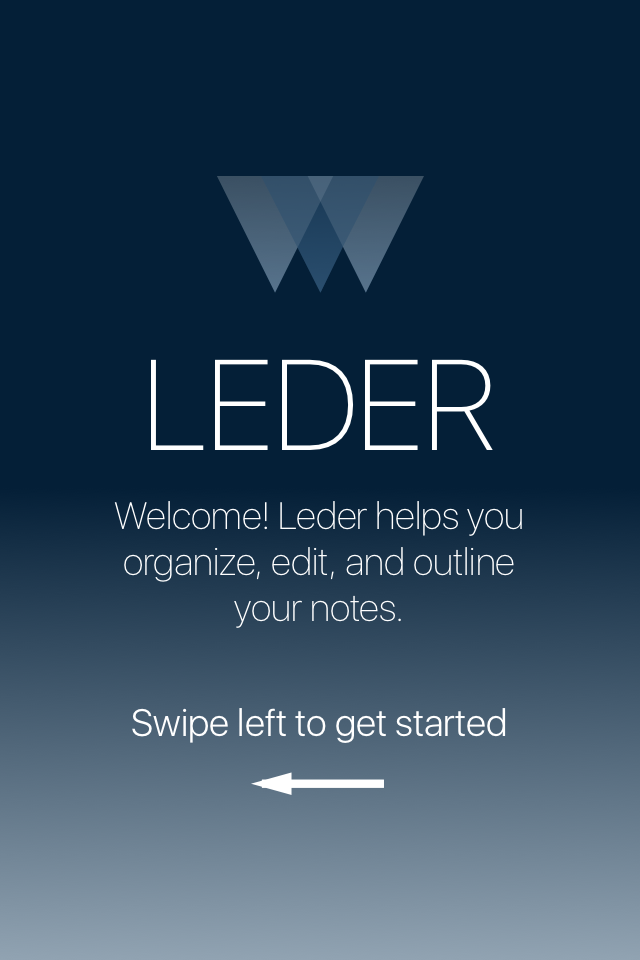 LEDER
Welcome! Leder helps you
organize, edit, and outline
your notes.
Swipe left to get started